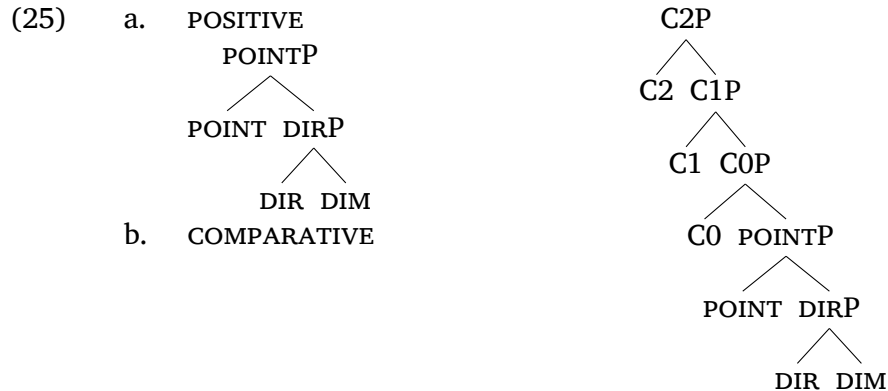 (25) a. POSITIVE
POINTP
POINT DIRP
DIR DIM
b. COMPARATIVE
C2P
C2 C1P
C1 C0P
C0 POINTP
POINT DIRP
DIR DIM